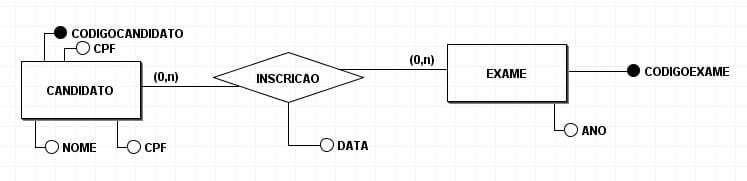 CODIGOCANDIDATO
CPF
(0,n)
(0,n)
CANDIDATO
INSCRICAO
EXAME
CODIGOEXAME
NOME
CPF
DATA
ANO